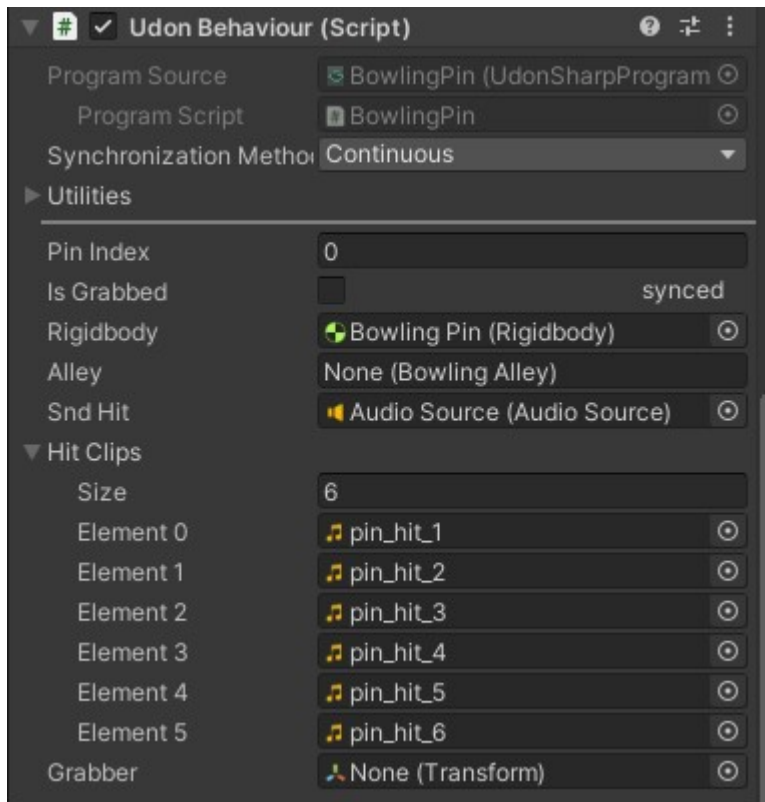 Udon Behaviour (Script)
Program Source BowlingPin (UdonSharpProgram
Program Script BowlingPin
Synchronization Metho Continuous
Utilities
Pin Index 0
Is Grabbed synced
Rigidbody Bowling Pin (Rigidbody)
Alley None (Bowling Alley)
Snd Hit Audio Source (Audio Source)
Hit Clips
Size 6
Element 0 pin_hit_1
Element 1 pin_hit_2
Element 2 pin_hit_3
Element 3 pin_hit_4
Element 4 pin_hit_5
Element 5 pin_hit_6
Grabber None (Transform)